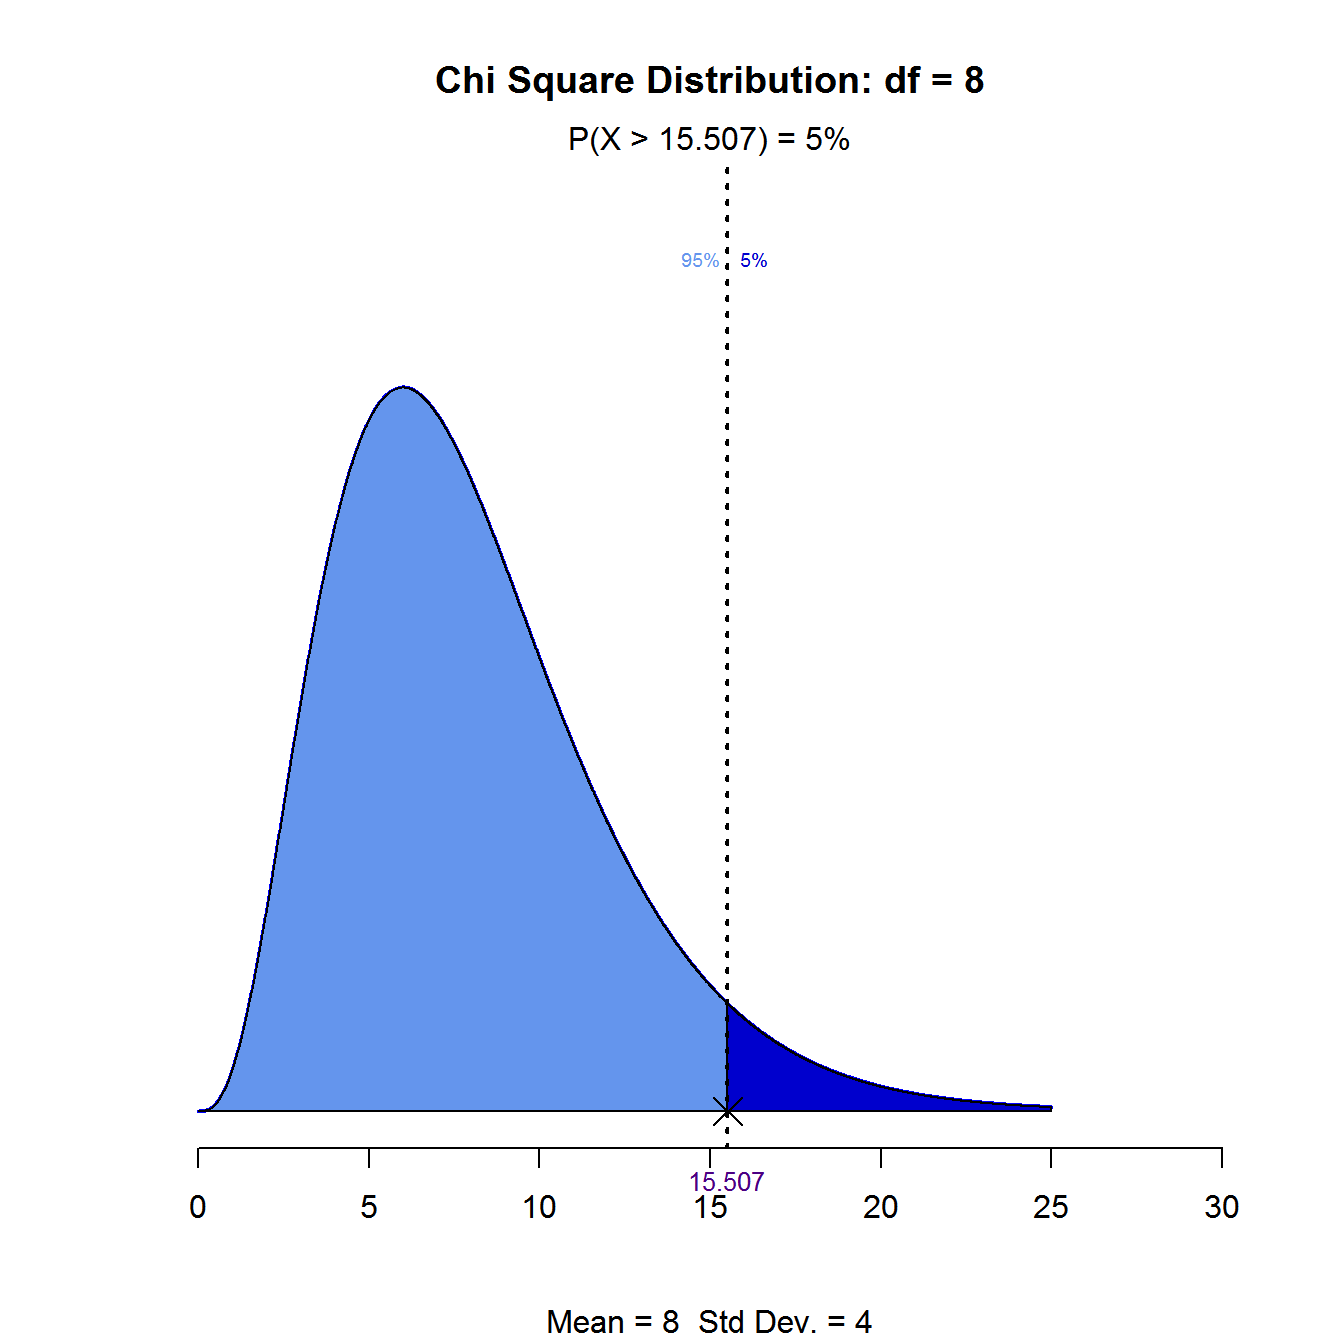 Chi Square Distribution: df = 8
P(X > 15.507) = 5%
95% 5%
15.507
0 5 10 15 20 25 30
Mean = 8 Std Dev. = 4